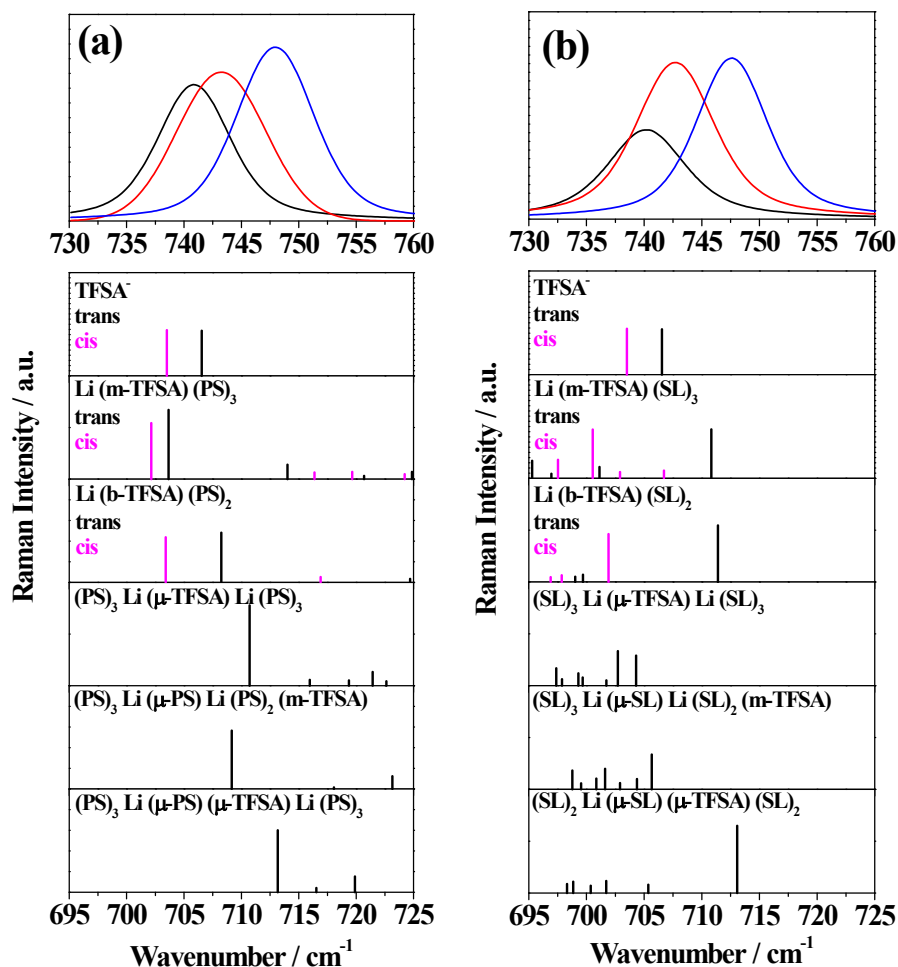 (a)
730 735 740 745 750 755 760
TFSA⁻
trans
cis
Li (m-TFSA) (PS)₃
trans
cis
Li (b-TFSA) (PS)₂
trans
cis
(PS)₃ Li (μ-TFSA) Li (PS)₃
(PS)₃ Li (μ-PS) Li (PS)₂ (m-TFSA)
(PS)₃ Li (μ-PS) (μ-TFSA) Li (PS)₃
695 700 705 710 715 720 725
Wavenumber / cm⁻¹
Raman Intensity / a.u.
(b)
730 735 740 745 750 755 760
TFSA⁻
trans
cis
Li (m-TFSA) (SL)₃
trans
cis
Li (b-TFSA) (SL)₂
trans
cis
(SL)₃ Li (μ-TFSA) Li (SL)₃
(SL)₃ Li (μ-SL) Li (SL)₂ (m-TFSA)
(SL)₂ Li (μ-SL) (μ-TFSA) (SL)₂
695 700 705 710 715 720 725
Wavenumber / cm⁻¹
Raman Intensity / a.u.